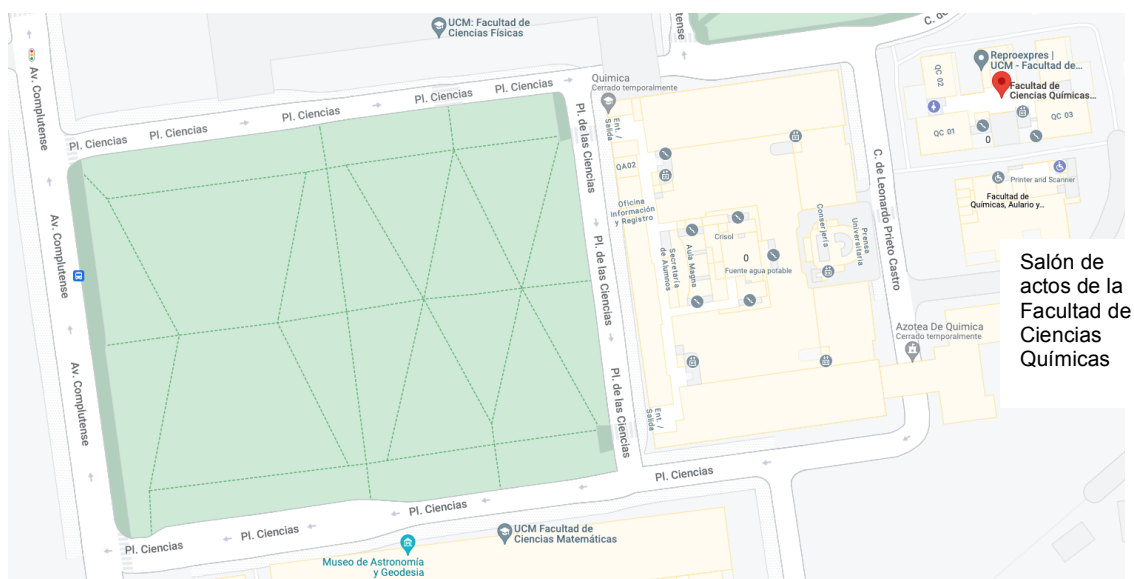 UCM: Facultad de
Ciencias Físicas
C. de
Complutense
Av. Complutense
Reproexpres |
UCM - Facultad de...
QC 02
Facultad de
Ciencias Químicas...
QC 01
QC 03
0
Quimica
Cerrado temporalmente
Pl. Ciencias
Pl. Ciencias
Pl. Ciencias
Pl. Ciencias
Pl. Ciencias
Pl. de las Ciencias
Ent. /
Salida
QA02
Oficina
Información
y Registro
C. de Leonardo Prieto Castro
Printer and Scanner
Facultad de
Químicas, Aulario y...
Av. Complutense
Pl. de las Ciencias
Secretaría
de Alumnos
Aula Magna
Crisol
0
Fuente agua potable
Conserjería
Prensa
Universitaria
Salón de
actos de la
Facultad de
Ciencias
Químicas
Azotea De Quimica
Cerrado temporalmente
Av. Complutense
Pl. de las Ciencias
Ent. /
Salida
Pl. Ciencias
Pl. Ciencias
Pl. Ciencias
Pl. Ciencias
UCM Facultad de
Ciencias Matemáticas
Museo de Astronomía
y Geodesia